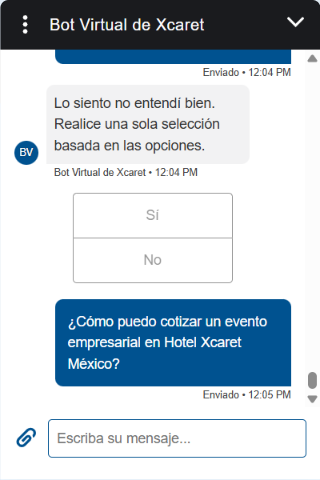 Bot Virtual de Xcaret
Enviado • 12:04 PM
Lo siento no entendí bien.
Realice una sola selección
basada en las opciones.
BV
Bot Virtual de Xcaret • 12:04 PM
Sí
No
¿Cómo puedo cotizar un evento
empresarial en Hotel Xcaret
México?
Enviado • 12:05 PM
Escriba su mensaje...